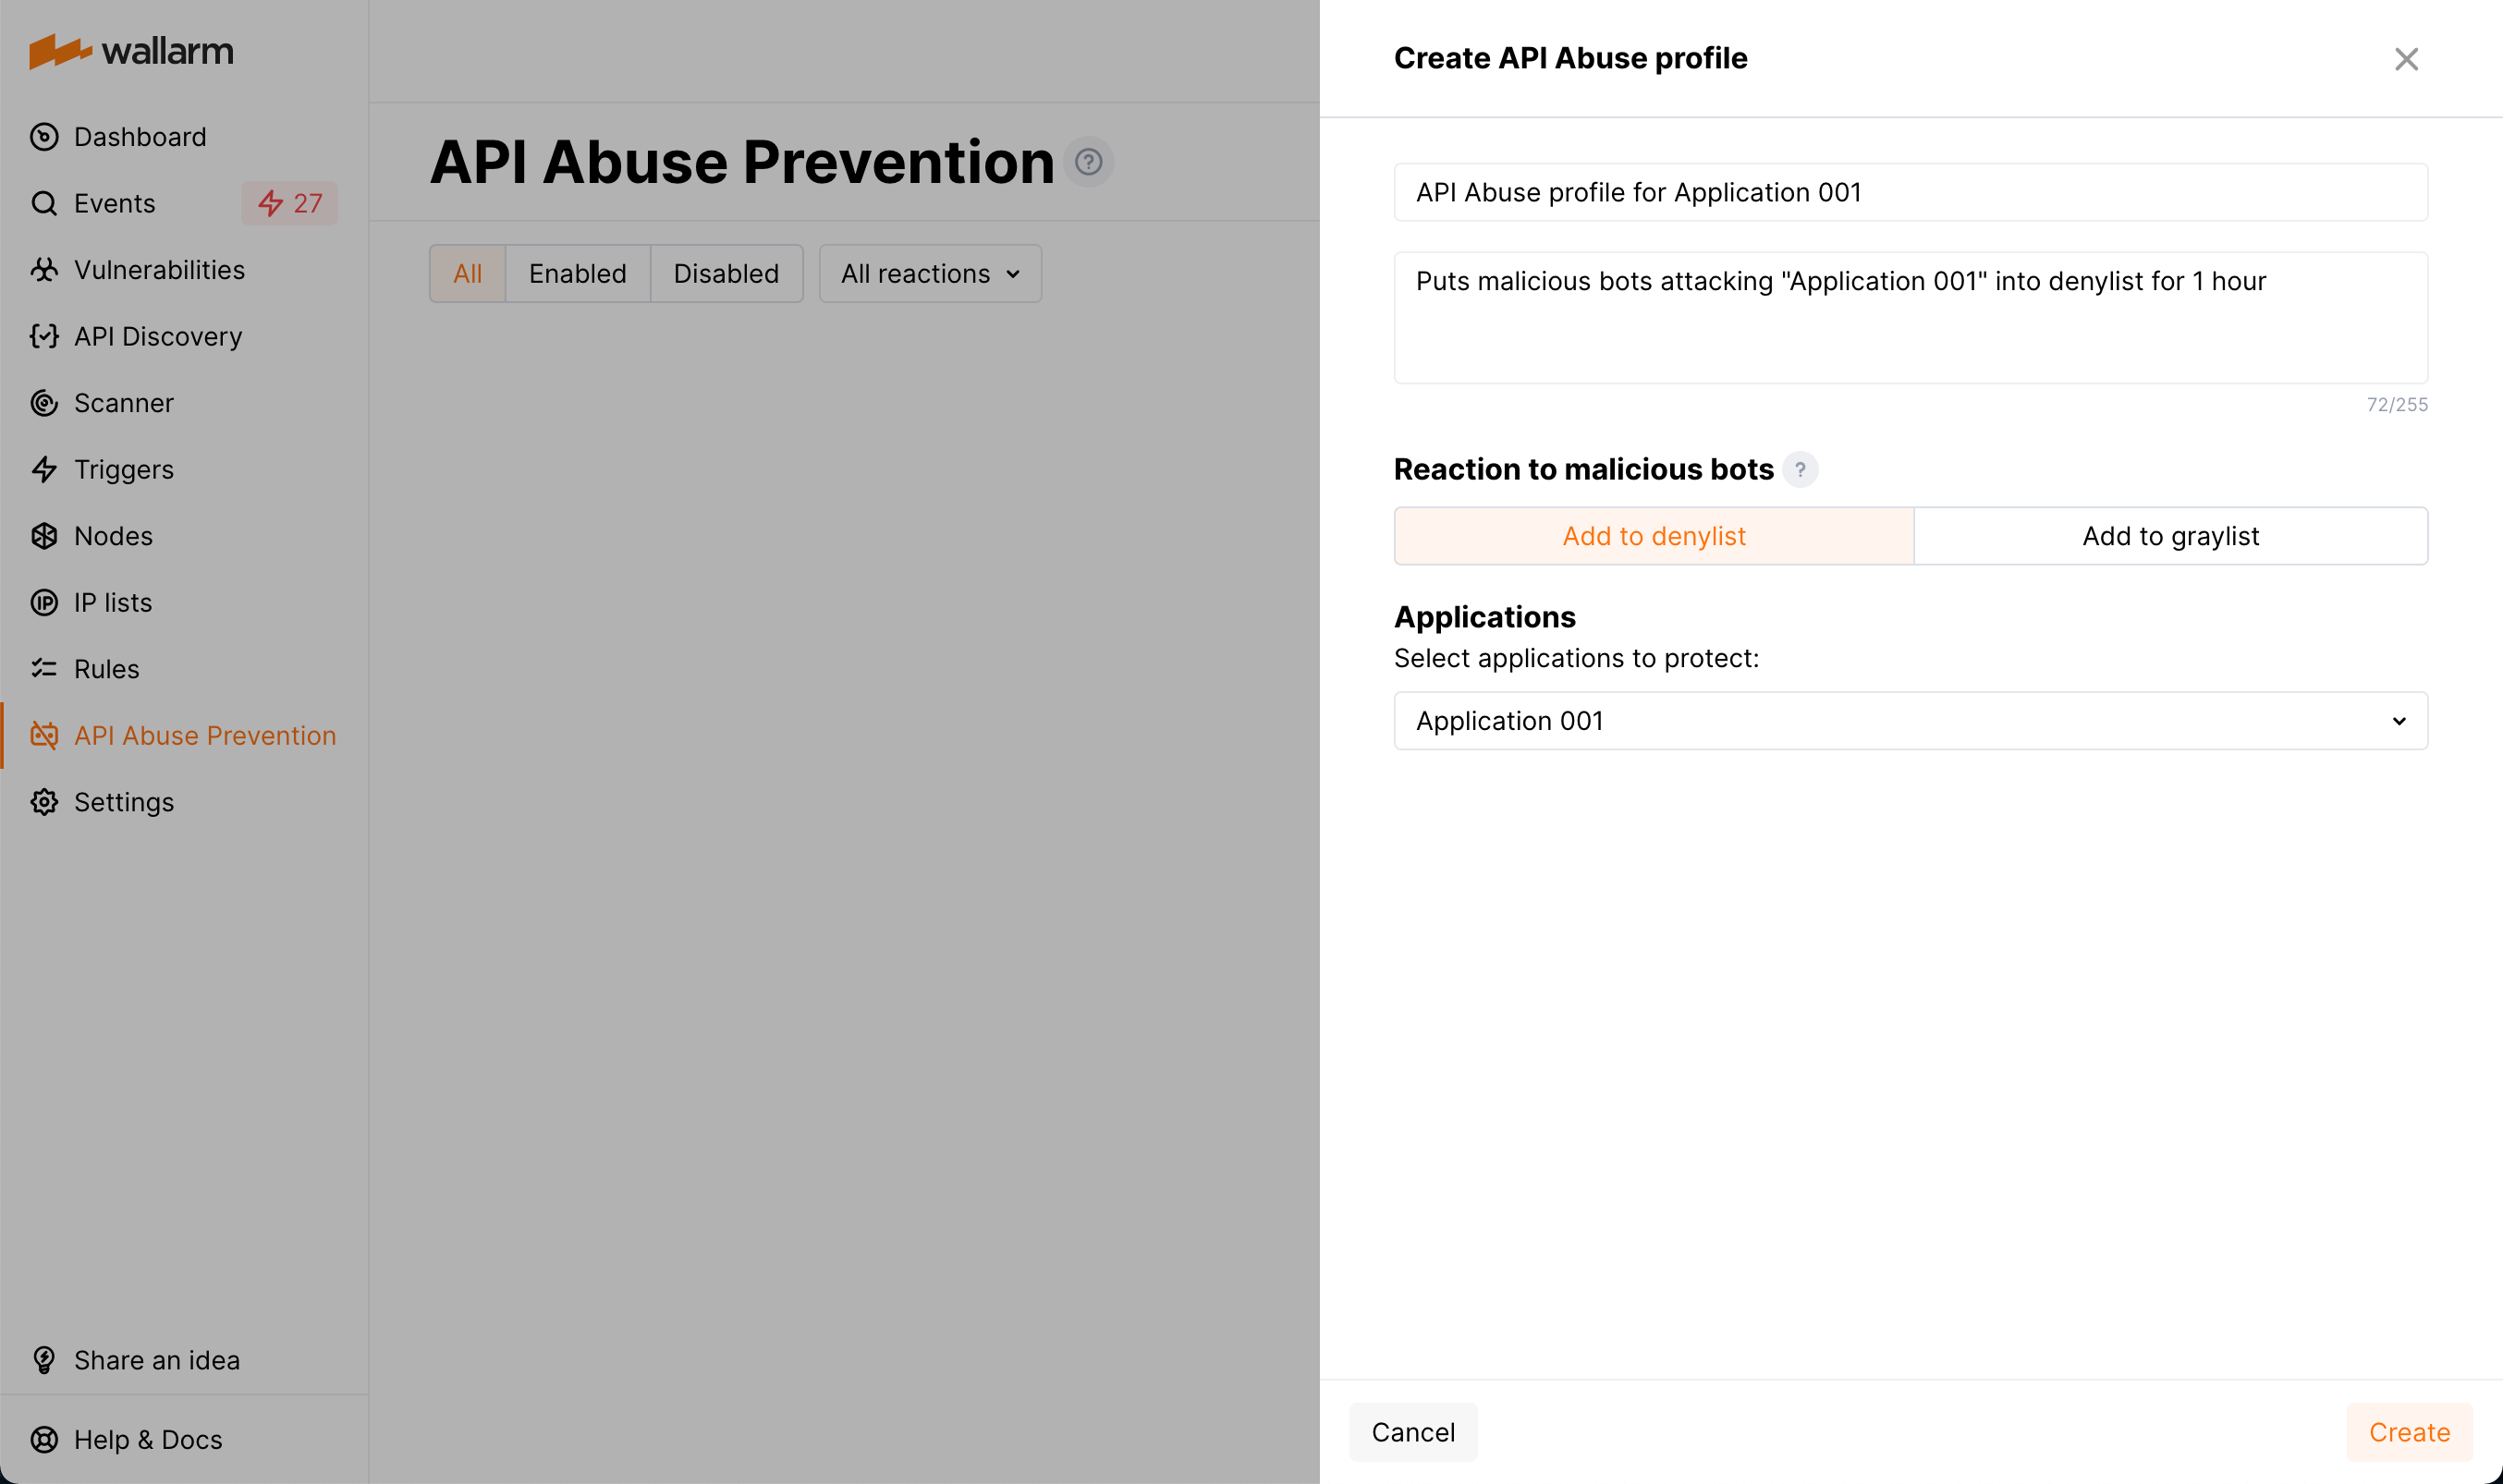 wallarm
Dashboard
Events
27
Vulnerabilities
API Discovery
Scanner
Triggers
Nodes
IP lists
Rules
API Abuse Prevention
Settings
Share an idea
Help & Docs
API Abuse Prevention ?
All Enabled Disabled All reactions
Create API Abuse profile
API Abuse profile for Application 001
Puts malicious bots attacking "Application 001" into denylist for 1 hour
72/255
Reaction to malicious bots ?
Add to denylist Add to graylist
Applications
Select applications to protect:
Application 001
Cancel Create